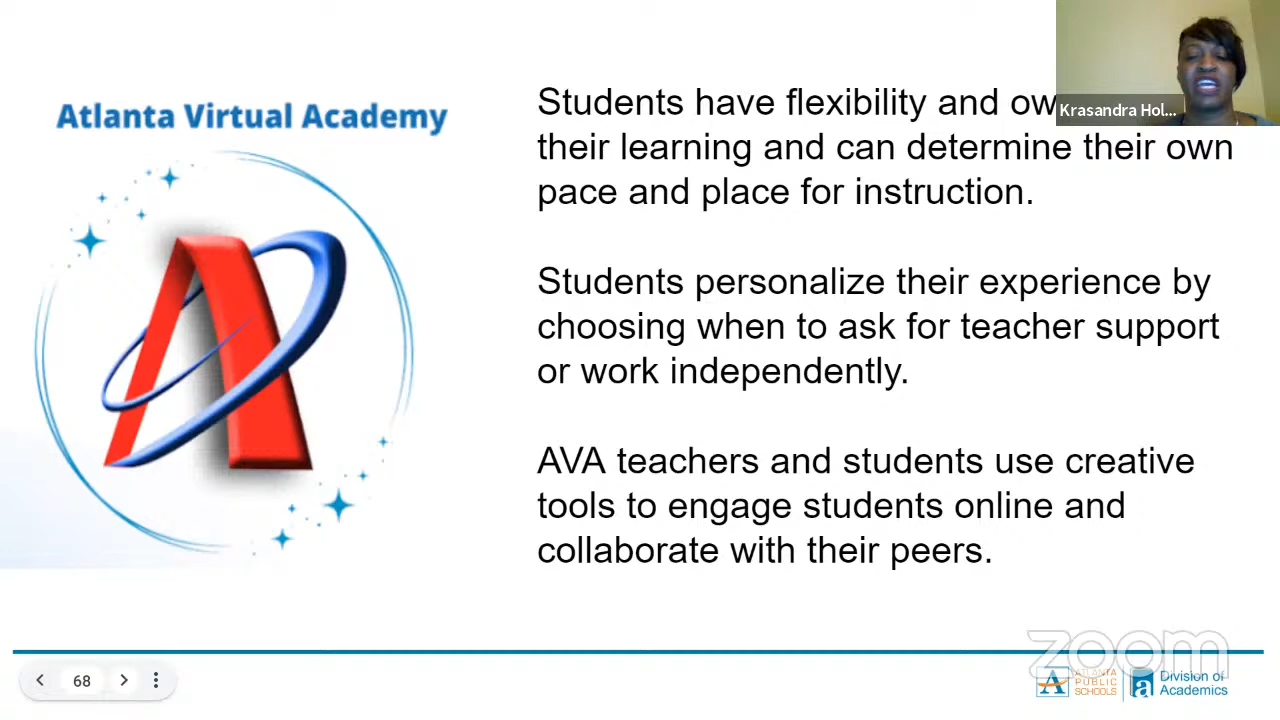 Atlanta Virtual Academy
Students have flexibility and ow
their learning and can determine their own
pace and place for instruction.
Students personalize their experience by
choosing when to ask for teacher support
or work independently.
AVA teachers and students use creative
tools to engage students online and
collaborate with their peers.
Krasandra Hol...
zoom
ATLANTA
PUBLIC
SCHOOLS
a
Division of
Academics
68